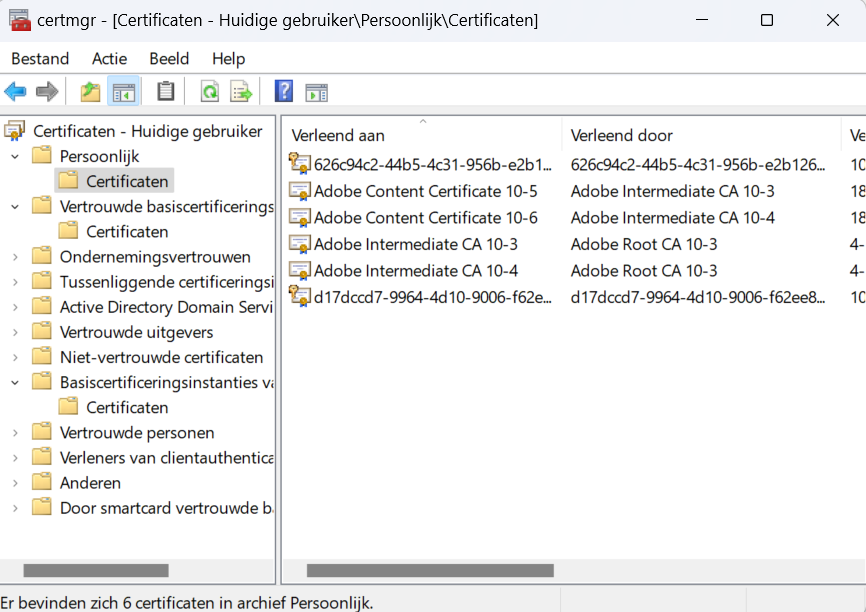 certmgr - [Certificaten - Huidige gebruiker\Persoonlijk\Certificaten]
Bestand Actie Beeld Help
Certificaten - Huidige gebruiker
Persoonlijk
Certificaten
Vertrouwde basiscertificerings
Certificaten
Ondernemingsvertrouwen
Tussenliggende certificeringsi
Active Directory Domain Servi
Vertrouwde uitgevers
Niet-vertrouwde certificaten
Basiscertificeringsinstanties va
Certificaten
Vertrouwde personen
Verleners van clientauthentica
Anderen
Door smartcard vertrouwde b
Verleend aan Verleend door Ve
626c94c2-44b5-4c31-956b-e2b1... 626c94c2-44b5-4c31-956b-e2b126... 10
Adobe Content Certificate 10-5 Adobe Intermediate CA 10-3 18
Adobe Content Certificate 10-6 Adobe Intermediate CA 10-4 18
Adobe Intermediate CA 10-3 Adobe Root CA 10-3 4-
Adobe Intermediate CA 10-4 Adobe Root CA 10-3 4-
d17dccd7-9964-4d10-9006-f62e... d17dccd7-9964-4d10-9006-f62ee8... 10
Er bevinden zich 6 certificaten in archief Persoonlijk.